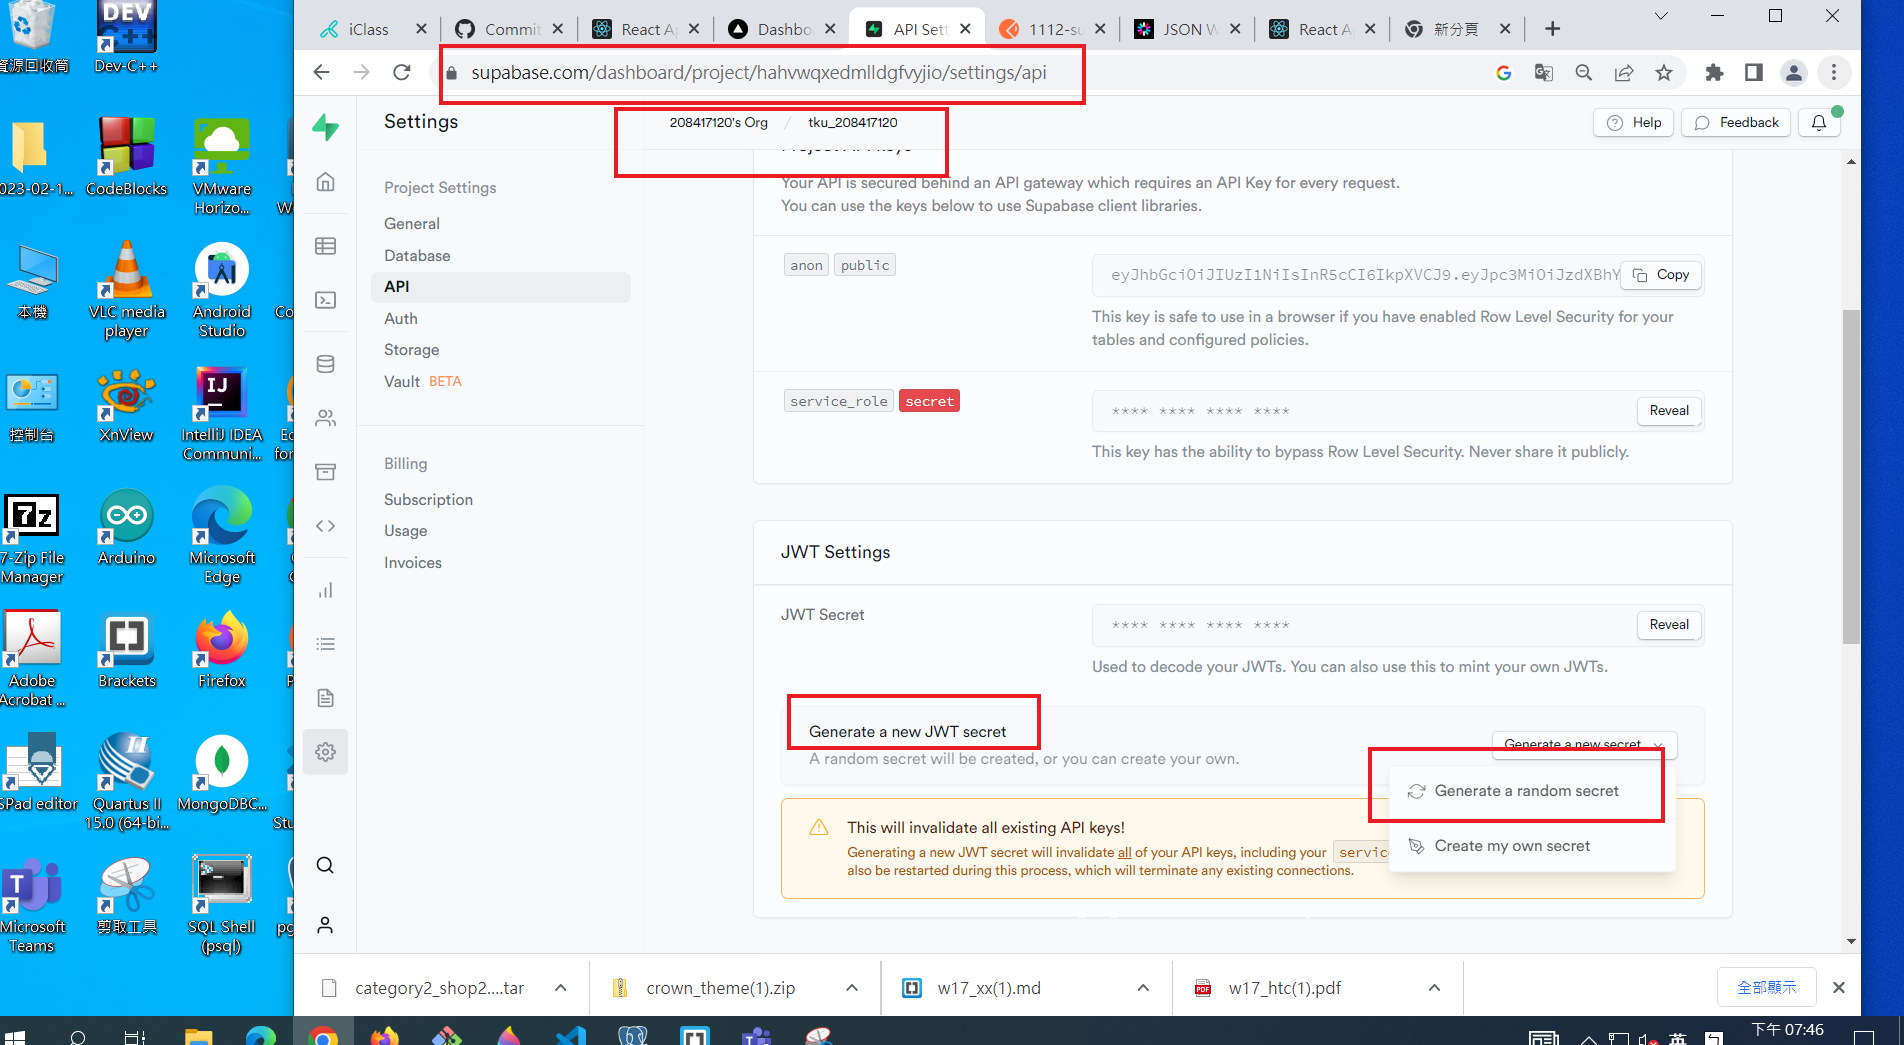 iClass
Commit
React A
Dashbo
API Sett
1112-su
JSON W
React A
新分頁
supabase.com/dashboard/project/hahvwqxedmlldgfvyjio/settings/api
Settings
208417120's Org / tku_208417120
Help
Feedback
Project API keys
Your API is secured behind an API gateway which requires an API Key for every request.
You can use the keys below to use Supabase client libraries.
Project Settings
General
Database
API
Auth
Storage
Vault BETA
Billing
Subscription
Usage
Invoices
anon public
eyJhbGciOiJIUzI1NiIsInR5cCI6IkpXVCJ9.eyJpc3MiOiJzdXBhY
Copy
This key is safe to use in a browser if you have enabled Row Level Security for your
tables and configured policies.
service_role secret
**** **** **** ****
Reveal
This key has the ability to bypass Row Level Security. Never share it publicly.
JWT Settings
JWT Secret
**** **** **** ****
Reveal
Used to decode your JWTs. You can also use this to mint your own JWTs.
Generate a new JWT secret
A random secret will be created, or you can create your own.
Generate a new secret
Generate a random secret
Create my own secret
This will invalidate all existing API keys!
Generating a new JWT secret will invalidate all of your API keys, including your servic
also be restarted during this process, which will terminate any existing connections.
category2_shop2....tar
crown_theme(1).zip
w17_xx(1).md
w17_htc(1).pdf
全部顯示
資源回收筒
DEV
Dev-C++
023-02-1...
CodeBlocks
VMware
Horizo...
本機
VLC media
player
Android
Studio
Co
控制台
XnView
IJ
IntelliJ IDEA
Communi...
for
7z
7-Zip File
Manager
Arduino
Microsoft
Edge
Adobe
Acrobat ...
Brackets
Firefox
SPad editor
Quartus II
15.0 (64-bi...
MongoDBC...
Stu
Microsoft
Teams
剪取工具
SQL Shell
(psql)
pg
英
下午 07:46